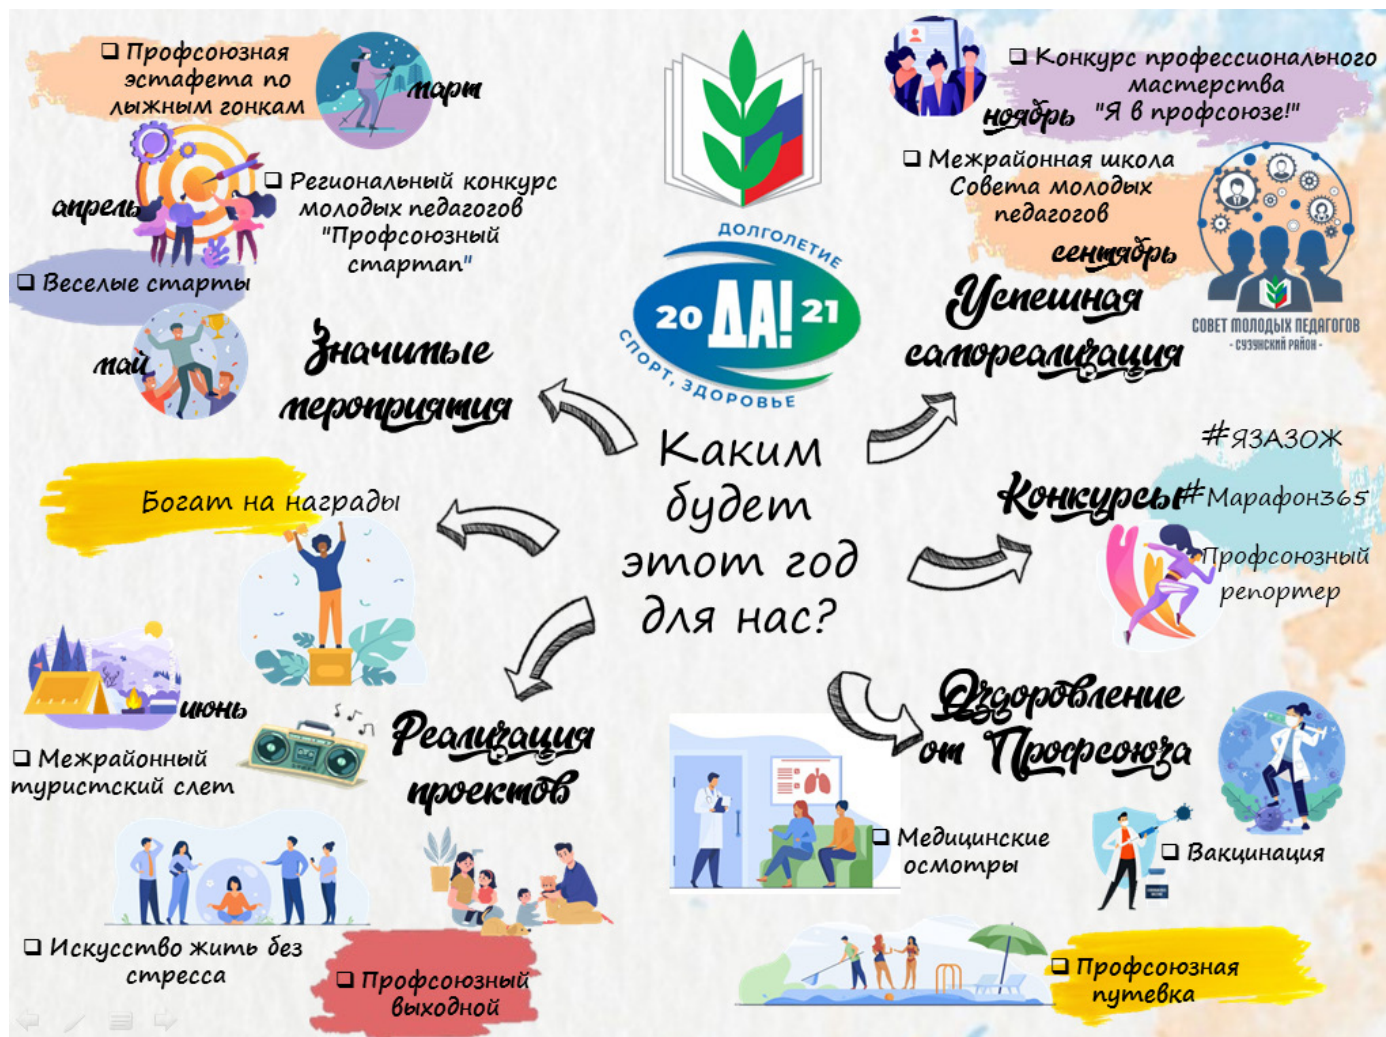 Профсоюзная
эстафета по
лыжным гонкам
март
апрель
Региональный конкурс
молодых педагогов
"Профсоюзный
стартап"
Веселые старты
май
Значимые
мероприятия
ДОЛГОЛЕТИЕ
20 ДА! 21
СПОРТ, ЗДОРОВЬЕ
Конкурс профессионального
мастерства
"Я в профсоюзе!"
ноябрь
Межрайонная школа
Совета молодых
педагогов
сентябрь
СОВЕТ МОЛОДЫХ ПЕДАГОГОВ
- СУЗУНСКИЙ РАЙОН -
Успешная
самореализация
Каким
будет
этот год
для нас?
Богат на награды
#ЯЗАЗОЖ
Конкурсы
#Марафон365
Профсоюзный
репортер
июнь
Межрайонный
туристский слет
Реализация
проектов
Искусство жить без
стресса
Профсоюзный
выходной
Оздоровление
от Профсоюза
Медицинские
осмотры
Вакцинация
Профсоюзная
путевка